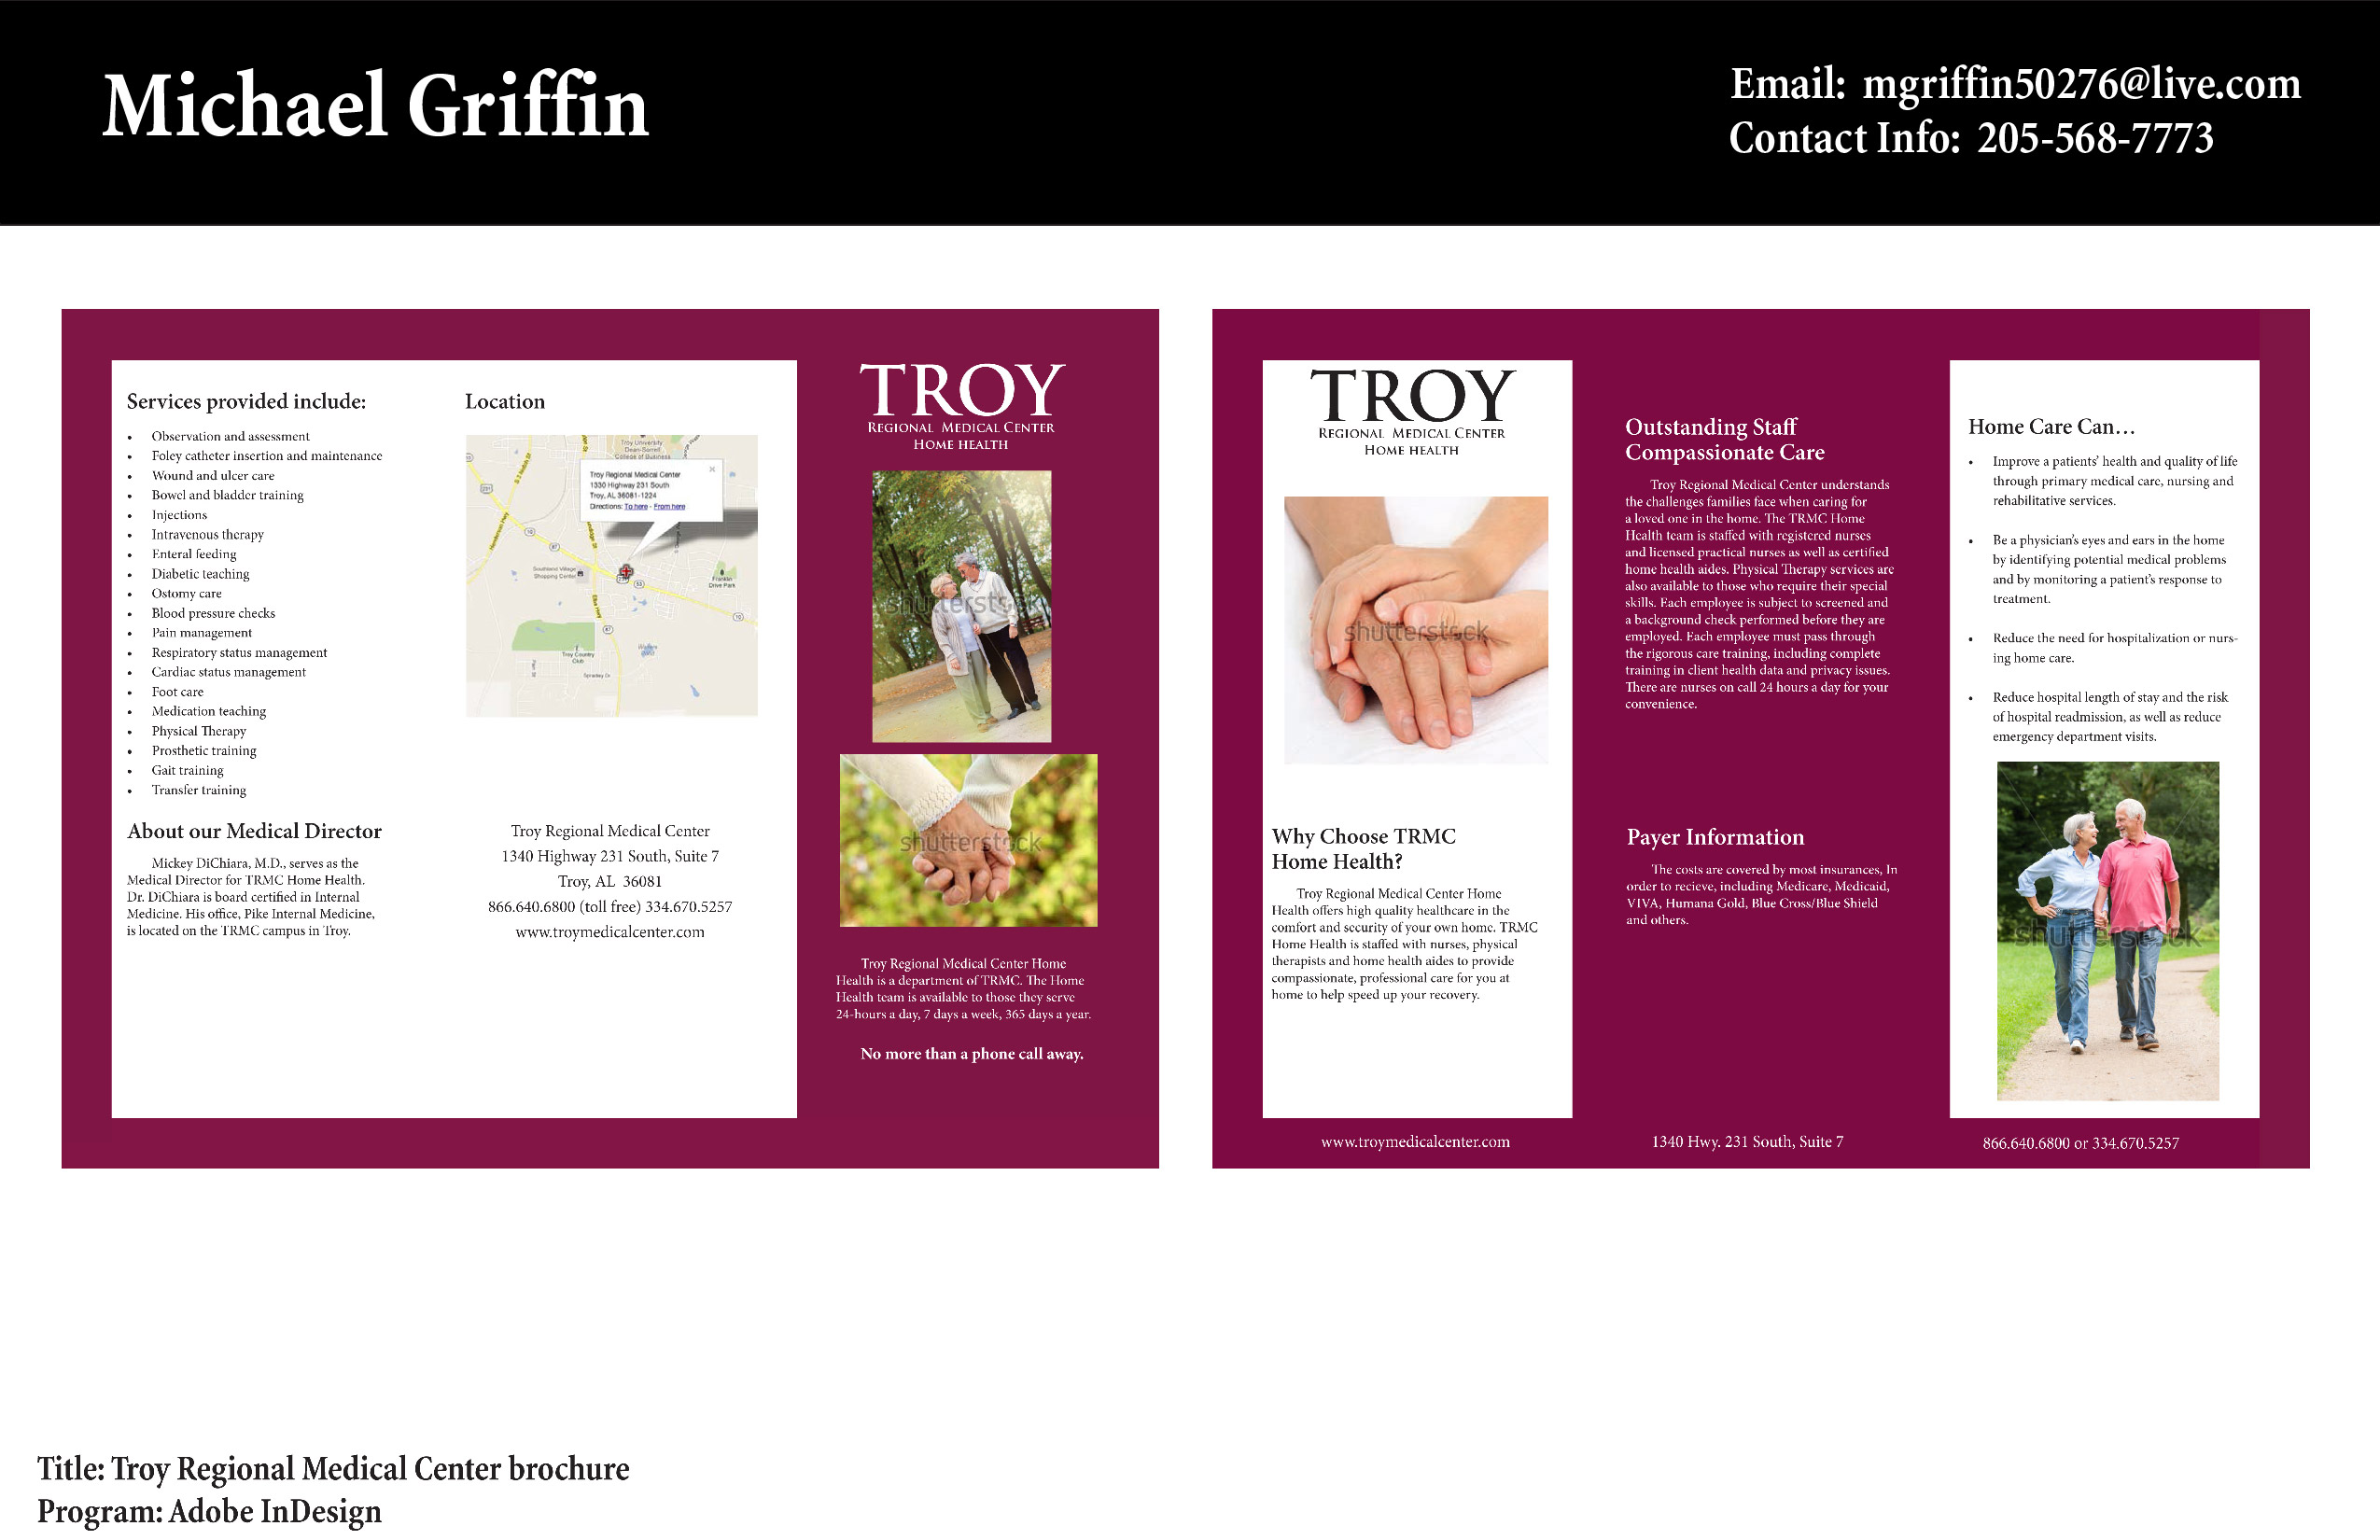 Michael Griffin
Email: mgriffin50276@live.com
Contact Info: 205-568-7773
Services provided include:
• Observation and assessment
• Foley catheter insertion and maintenance
• Wound and ulcer care
• Bowel and bladder training
• Injections
• Intravenous therapy
• Enteral feeding
• Diabetic teaching
• Ostomy care
• Blood pressure checks
• Pain management
• Respiratory status management
• Cardiac status management
• Foot care
• Medication teaching
• Physical Therapy
• Prosthetic training
• Gait training
• Transfer training
About our Medical Director
Mickey DiChiara, M.D., serves as the
Medical Director for TRMC Home Health.
Dr. DiChiara is board certified in Internal
Medicine. His office, Pike Internal Medicine,
is located on the TRMC campus in Troy.
Location
Troy University
Dean-Sorrell
College of Business
Troy Regional Medical Center
1330 Highway 231 South
Troy, AL 36081-1224
Directions: To here - From here
Southland Village
Shopping Center
Franklin
Drive Park
Troy Country
Club
Spradley Dr
Troy Regional Medical Center
1340 Highway 231 South, Suite 7
Troy, AL 36081
866.640.6800 (toll free) 334.670.5257
www.troymedicalcenter.com
TROY
Regional Medical Center
Home health
shutterstock
shutterstock
Troy Regional Medical Center Home
Health is a department of TRMC. The Home
Health team is available to those they serve
24-hours a day, 7 days a week, 365 days a year.
No more than a phone call away.
TROY
Regional Medical Center
Home health
shutterstock
Why Choose TRMC
Home Health?
Troy Regional Medical Center Home
Health offers high quality healthcare in the
comfort and security of your own home. TRMC
Home Health is staffed with nurses, physical
therapists and home health aides to provide
compassionate, professional care for you at
home to help speed up your recovery.
www.troymedicalcenter.com
Outstanding Staff
Compassionate Care
Troy Regional Medical Center understands
the challenges families face when caring for
a loved one in the home. The TRMC Home
Health team is staffed with registered nurses
and licensed practical nurses as well as certified
home health aides. Physical Therapy services are
also available to those who require their special
skills. Each employee is subject to screened and
a background check performed before they are
employed. Each employee must pass through
the rigorous care training, including complete
training in client health data and privacy issues.
There are nurses on call 24 hours a day for your
convenience.
Payer Information
The costs are covered by most insurances, In
order to recieve, including Medicare, Medicaid,
VIVA, Humana Gold, Blue Cross/Blue Shield
and others.
1340 Hwy. 231 South, Suite 7
Home Care Can…
• Improve a patients’ health and quality of life
through primary medical care, nursing and
rehabilitative services.
• Be a physician’s eyes and ears in the home
by identifying potential medical problems
and by monitoring a patient’s response to
treatment.
• Reduce the need for hospitalization or nurs-
ing home care.
• Reduce hospital length of stay and the risk
of hospital readmission, as well as reduce
emergency department visits.
shutterstock
866.640.6800 or 334.670.5257
Title: Troy Regional Medical Center brochure
Program: Adobe InDesign